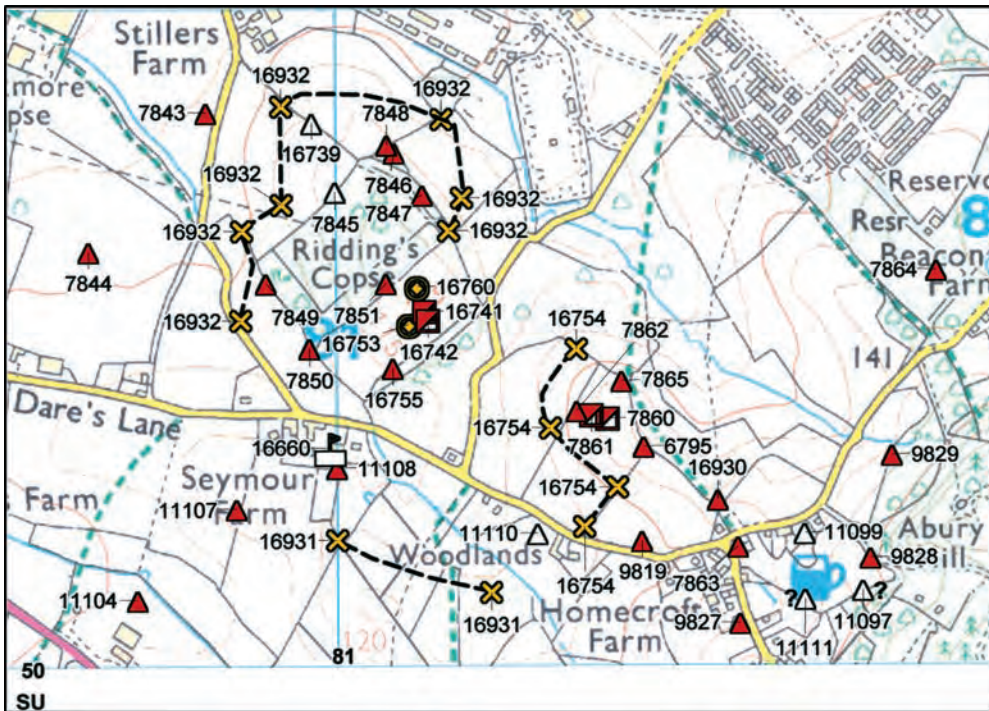 Stillers
Farm
more
pse
16932
16932
7848
7843
16739
16932
7846
7847
16932
7845
16932
Ridding's
Copse
16932
Reservo
Resr
Beacon
7864
Farm
8
7844
16760
16741
7849
7851
16932
16753
16742
16754
7862
7850
16755
7865
141
Dare's Lane
16754
7861
7860
16660
11108
6795
16930
9829
16754
Seymour
Farm
Farm
11107
11110
11099
Abury
Hill
16931
Woodlands
16754
9819
7863
9828
11104
16931
Homecroft
Farm
9827
?
?
11097
11111
120
81
50
SU